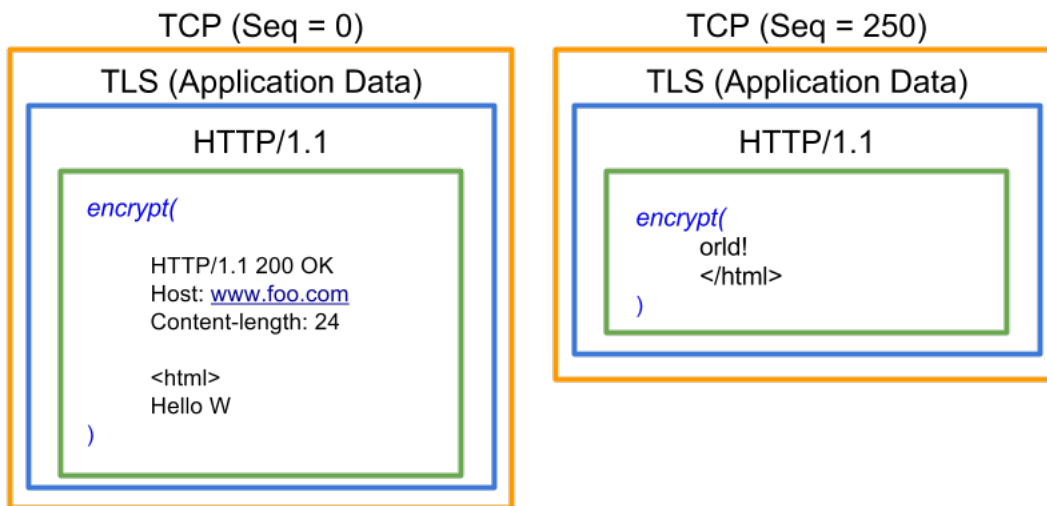 TCP (Seq = 0)
TLS (Application Data)
HTTP/1.1
encrypt(
HTTP/1.1 200 OK
Host: www.foo.com
Content-length: 24
<html>
Hello W
)
TCP (Seq = 250)
TLS (Application Data)
HTTP/1.1
encrypt(
orld!
</html>
)